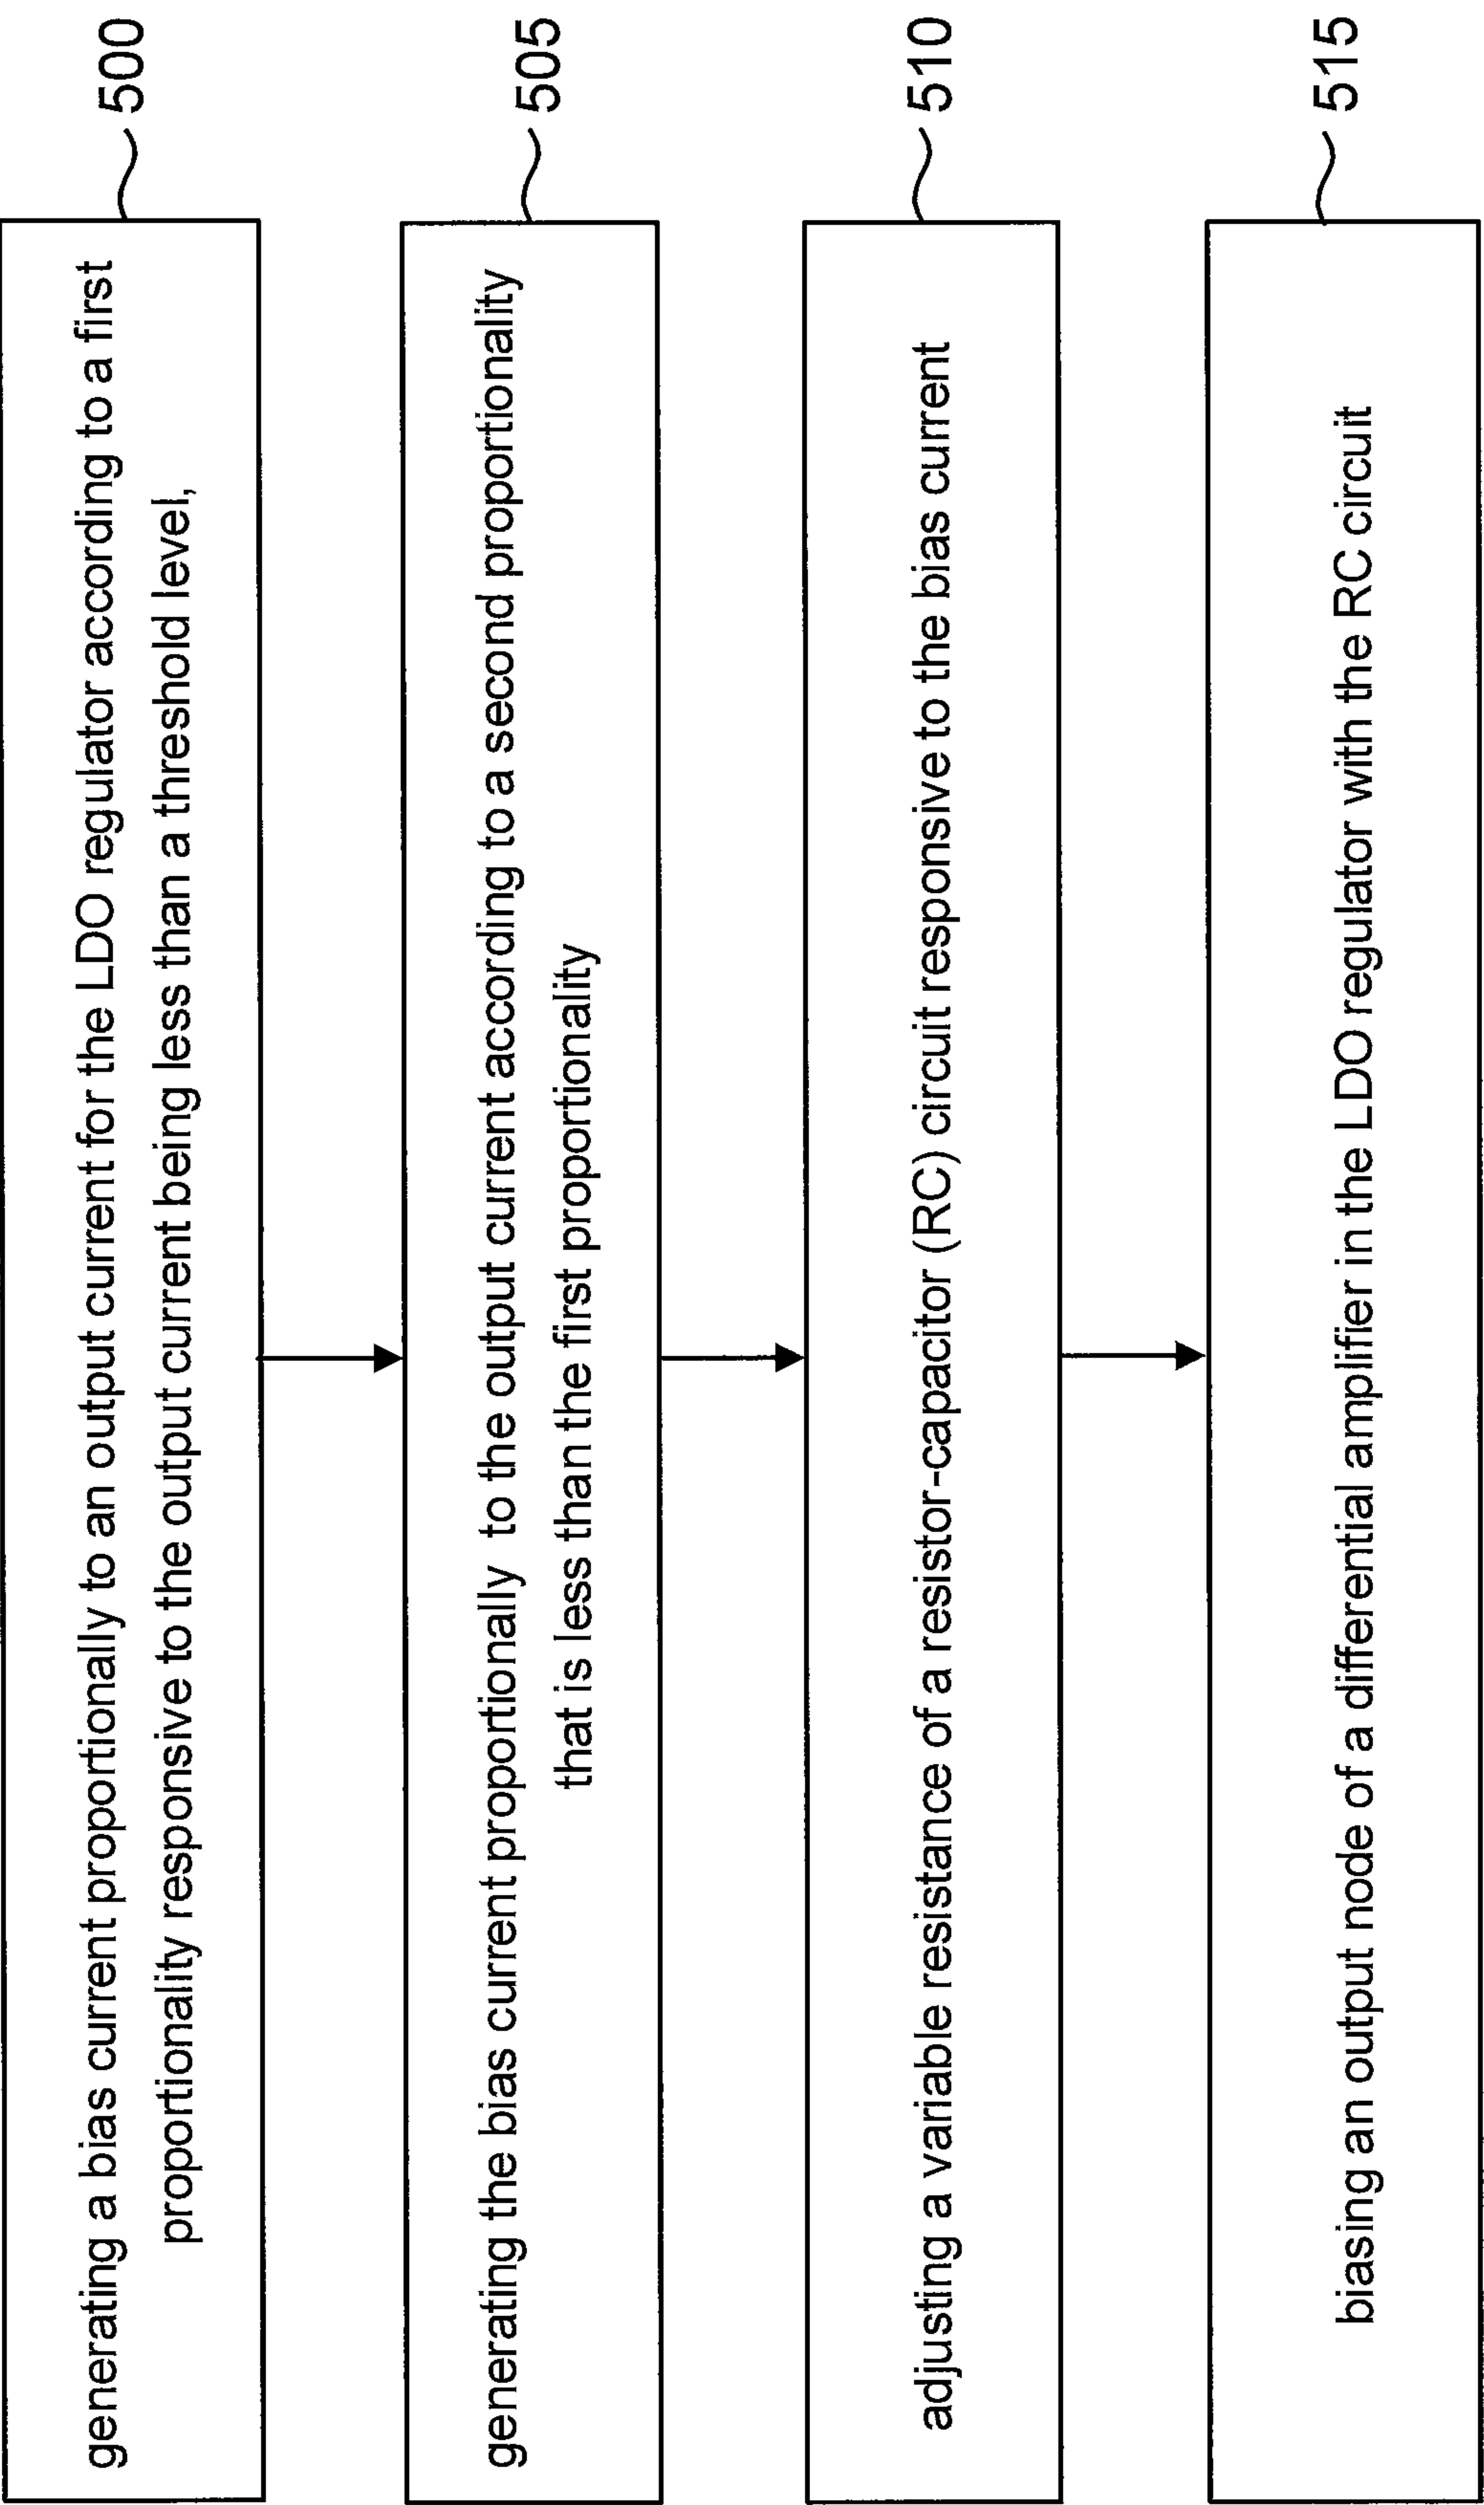 generating a bias current proportionally to an output current for the LDO regulator according to a first
proportionality responsive to the output current being less than a threshold level,
500
generating the bias current proportionally to the output current according to a second proportionality
that is less than the first proportionality
505
adjusting a variable resistance of a resistor-capacitor (RC) circuit responsive to the bias current
510
biasing an output node of a differential amplifier in the LDO regulator with the RC circuit
515